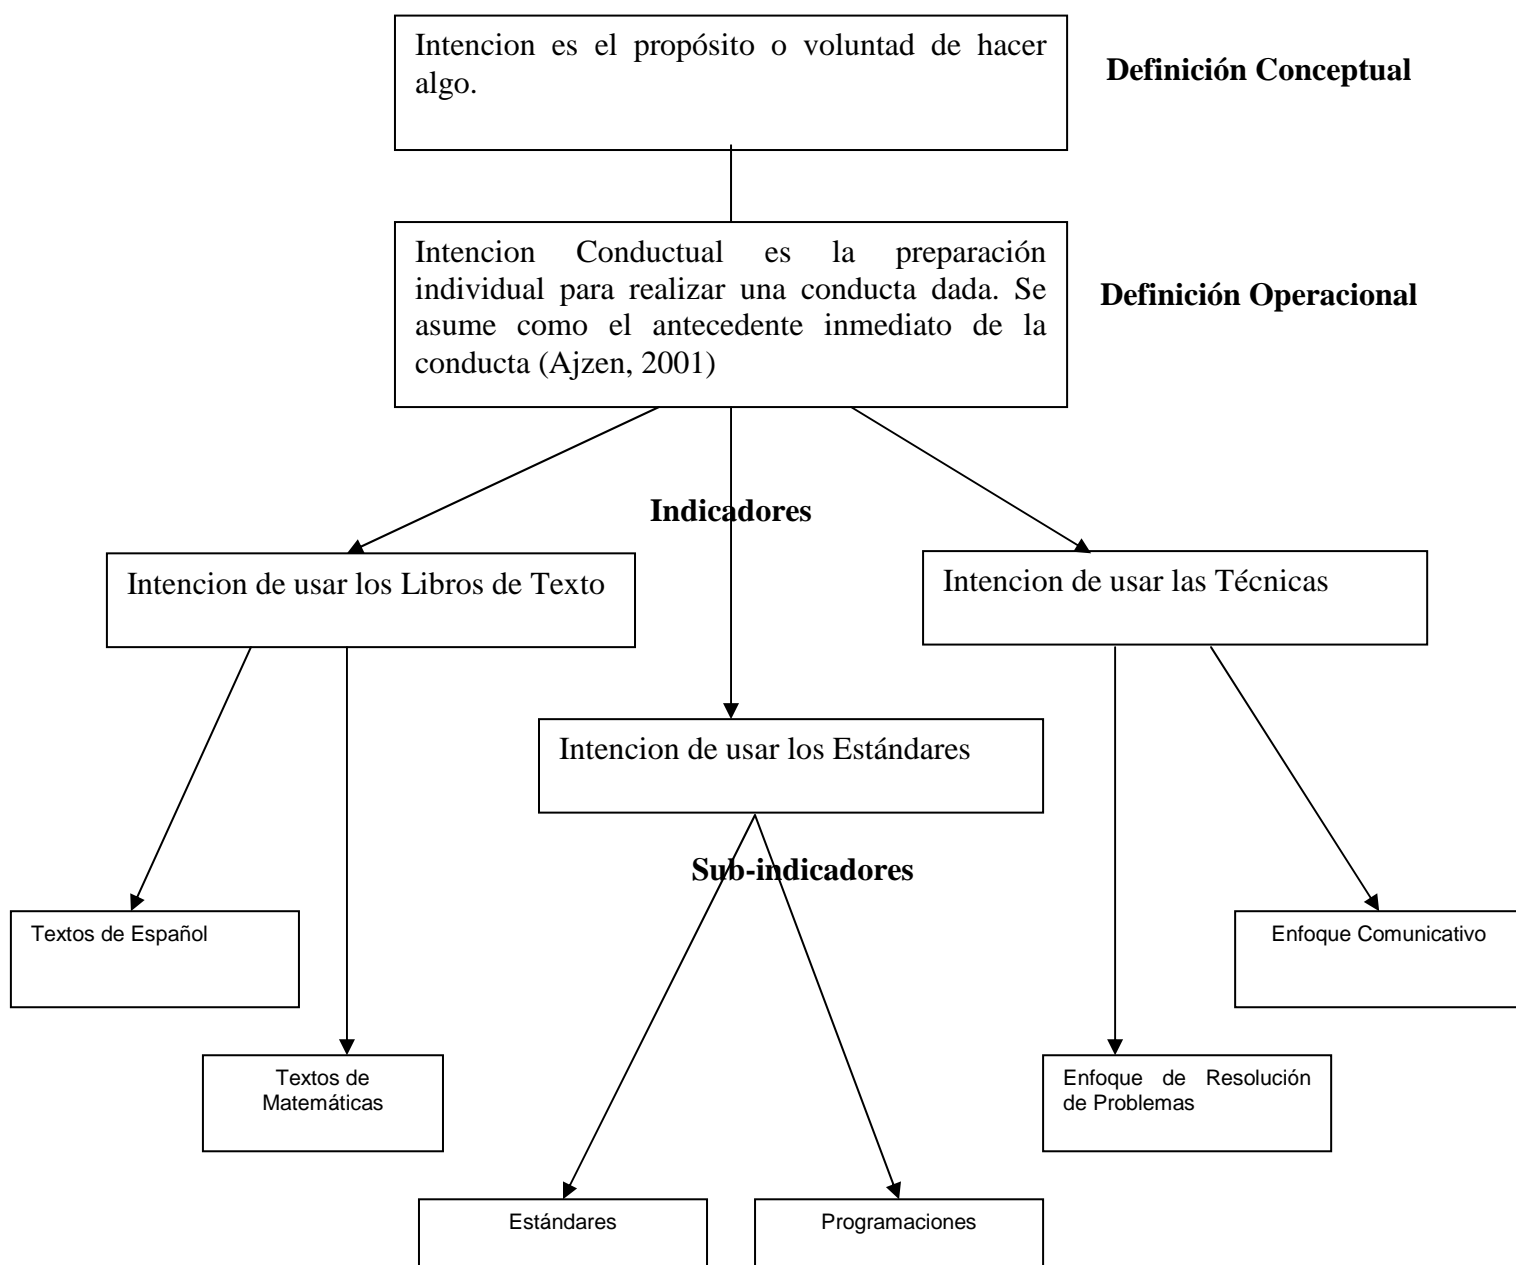 Intencion es el propósito o voluntad de hacer
algo.
Definición Conceptual
Intencion Conductual es la preparación
individual para realizar una conducta dada. Se
asume como el antecedente inmediato de la
conducta (Ajzen, 2001)
Definición Operacional
Indicadores
Intencion de usar los Libros de Texto
Intencion de usar las Técnicas
Intencion de usar los Estándares
Sub-indicadores
Textos de Español
Enfoque Comunicativo
Textos de
Matemáticas
Enfoque de Resolución
de Problemas
Estándares
Programaciones